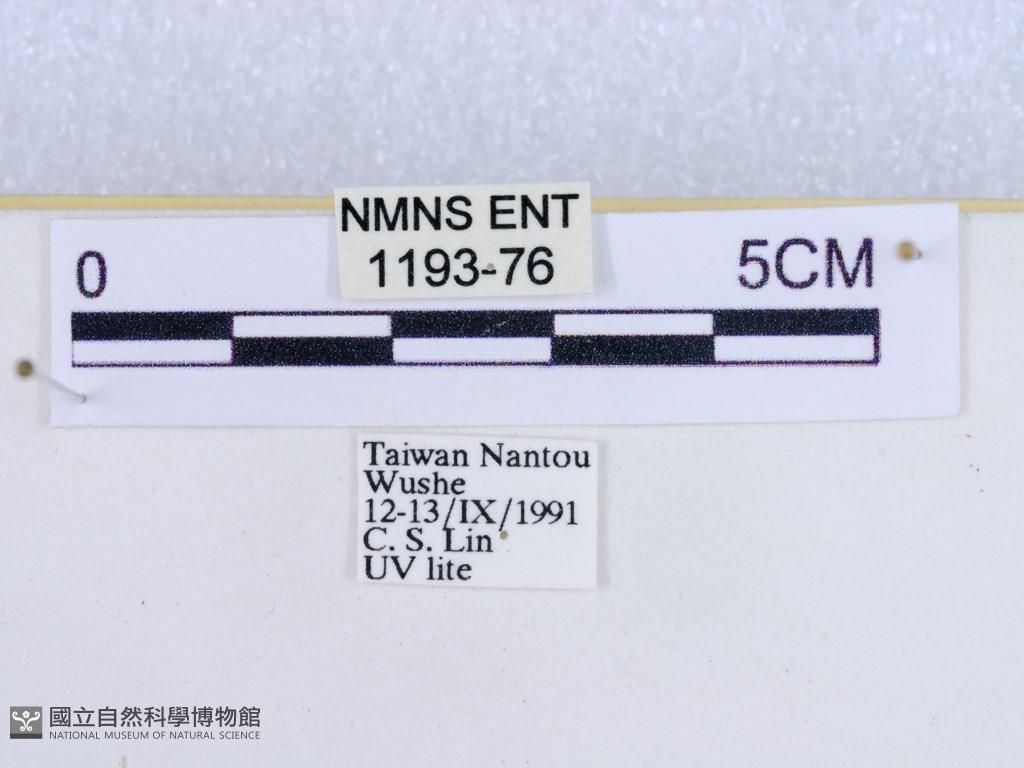 NMNS ENT
1193-76
0
5CM
Taiwan Nantou
Wushe
12-13/IX/1991
C. S. Lin
UV lite
國立自然科學博物館
NATIONAL MUSEUM OF NATURAL SCIENCE